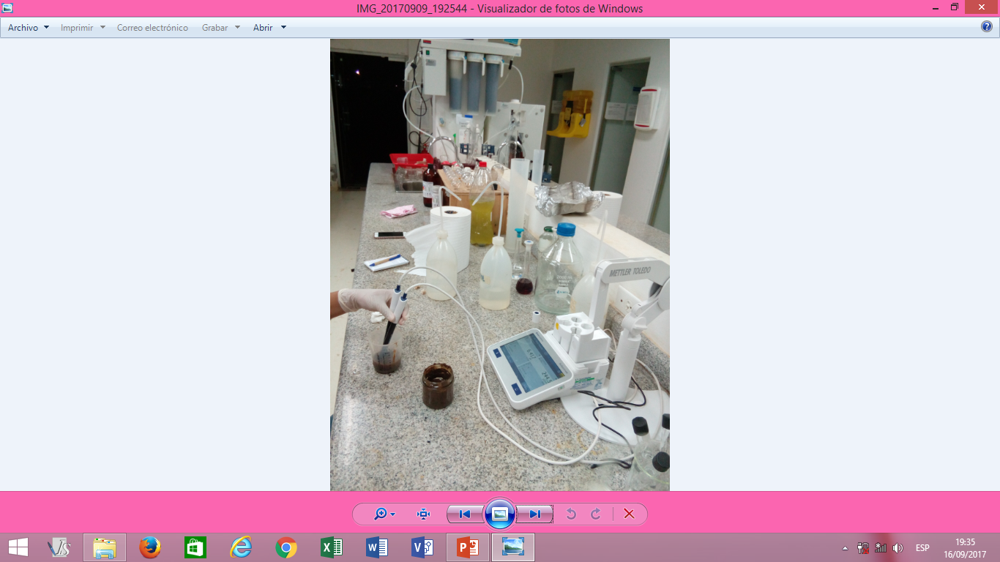 IMG_20170909_192544 - Visualizador de fotos de Windows
Archivo Imprimir Correo electrónico Grabar Abrir
METTLER TOLEDO
ESP
19:35
16/09/2017